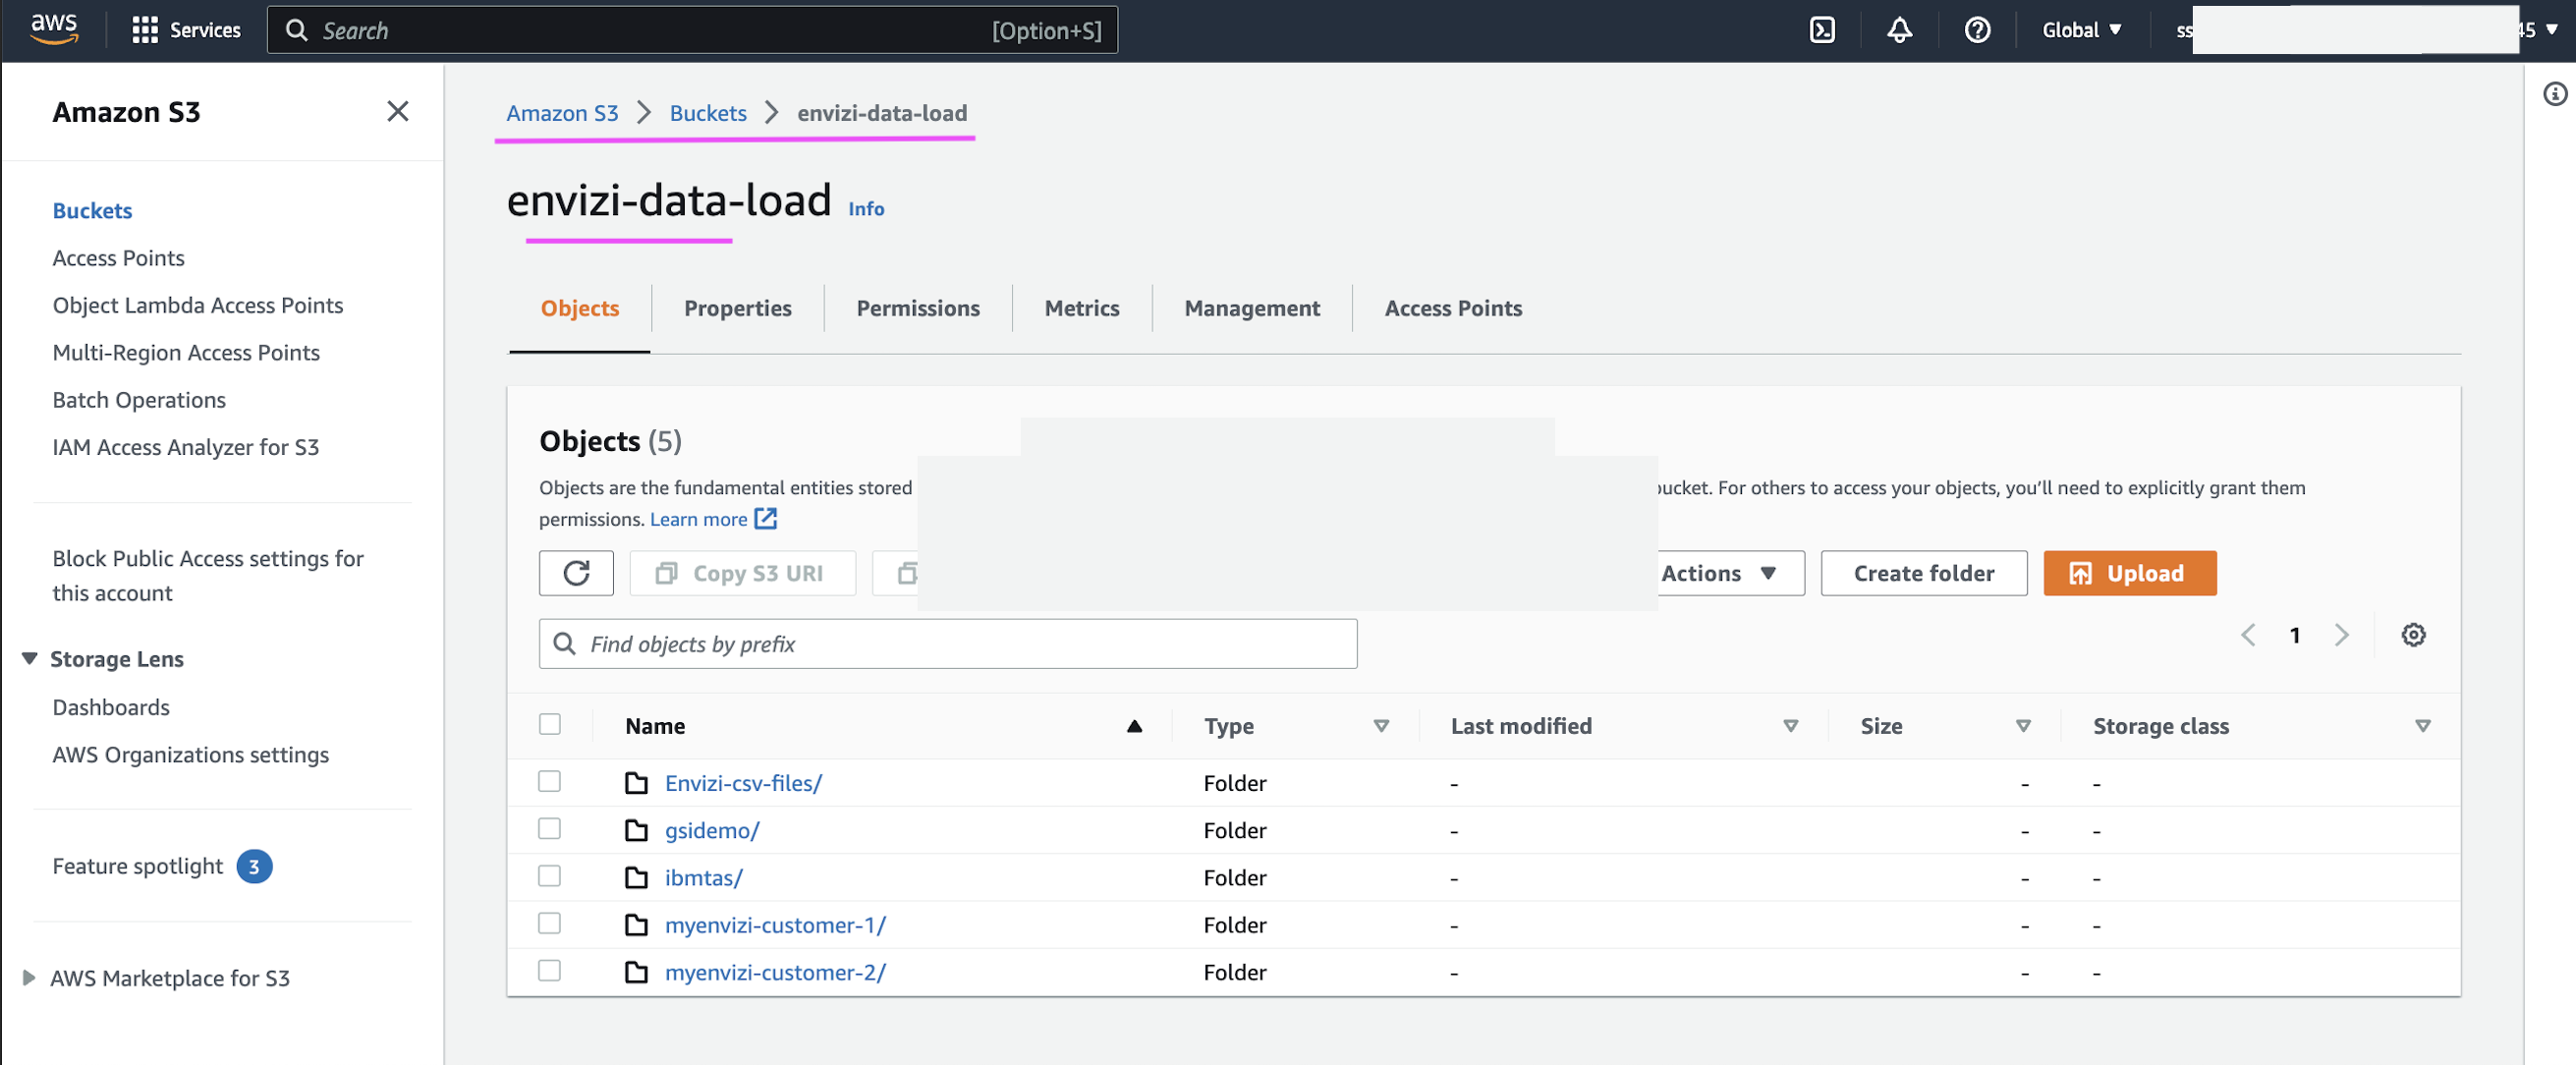 aws
Services
Search
[Option+S]
Global
ss
45
Amazon S3
Buckets
Access Points
Object Lambda Access Points
Multi-Region Access Points
Batch Operations
IAM Access Analyzer for S3
Block Public Access settings for
this account
Storage Lens
Dashboards
AWS Organizations settings
Feature spotlight 3
AWS Marketplace for S3
Amazon S3 > Buckets > envizi-data-load
envizi-data-load Info
Objects Properties Permissions Metrics Management Access Points
Objects (5)
Objects are the fundamental entities stored bucket. For others to access your objects, you'll need to explicitly grant them
permissions. Learn more
Copy S3 URI Actions Create folder Upload
Find objects by prefix
1
Name Type Last modified Size Storage class
Envizi-csv-files/ Folder - - -
gsidemo/ Folder - - -
ibmtas/ Folder - - -
myenvizi-customer-1/ Folder - - -
myenvizi-customer-2/ Folder - - -